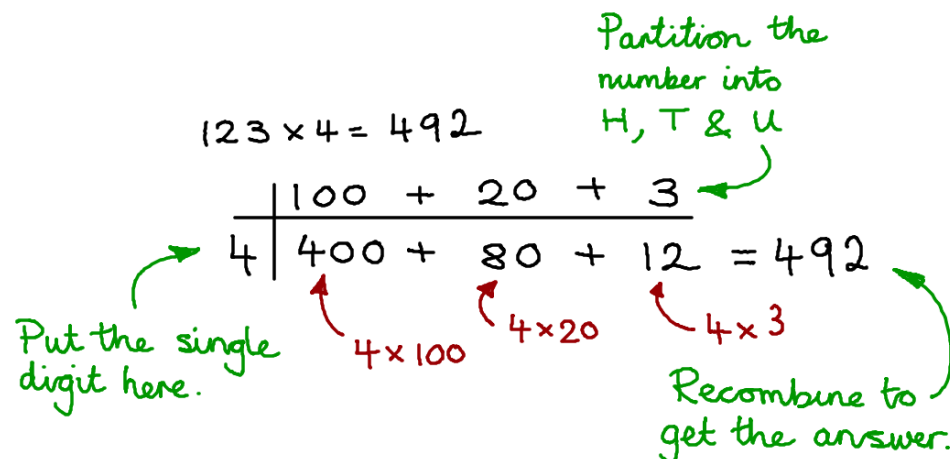 Partition the
number into
H, T & U
123 × 4 = 492
100 + 20 + 3
4 400 + 80 + 12 = 492
4 × 100
4 × 20
4 × 3
Put the single
digit here.
Recombine to
get the answer.